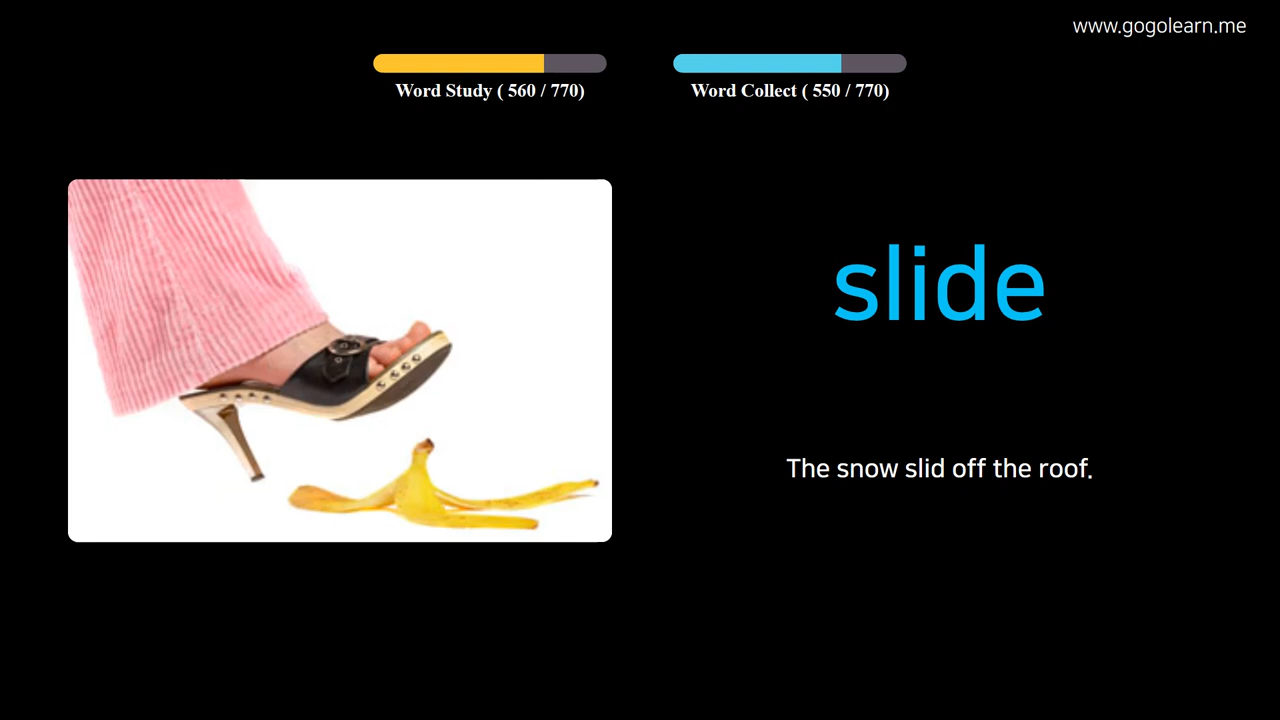 www.gogolearn.me
Word Study ( 560 / 770)
Word Collect ( 550 / 770)
slide
The snow slid off the roof.